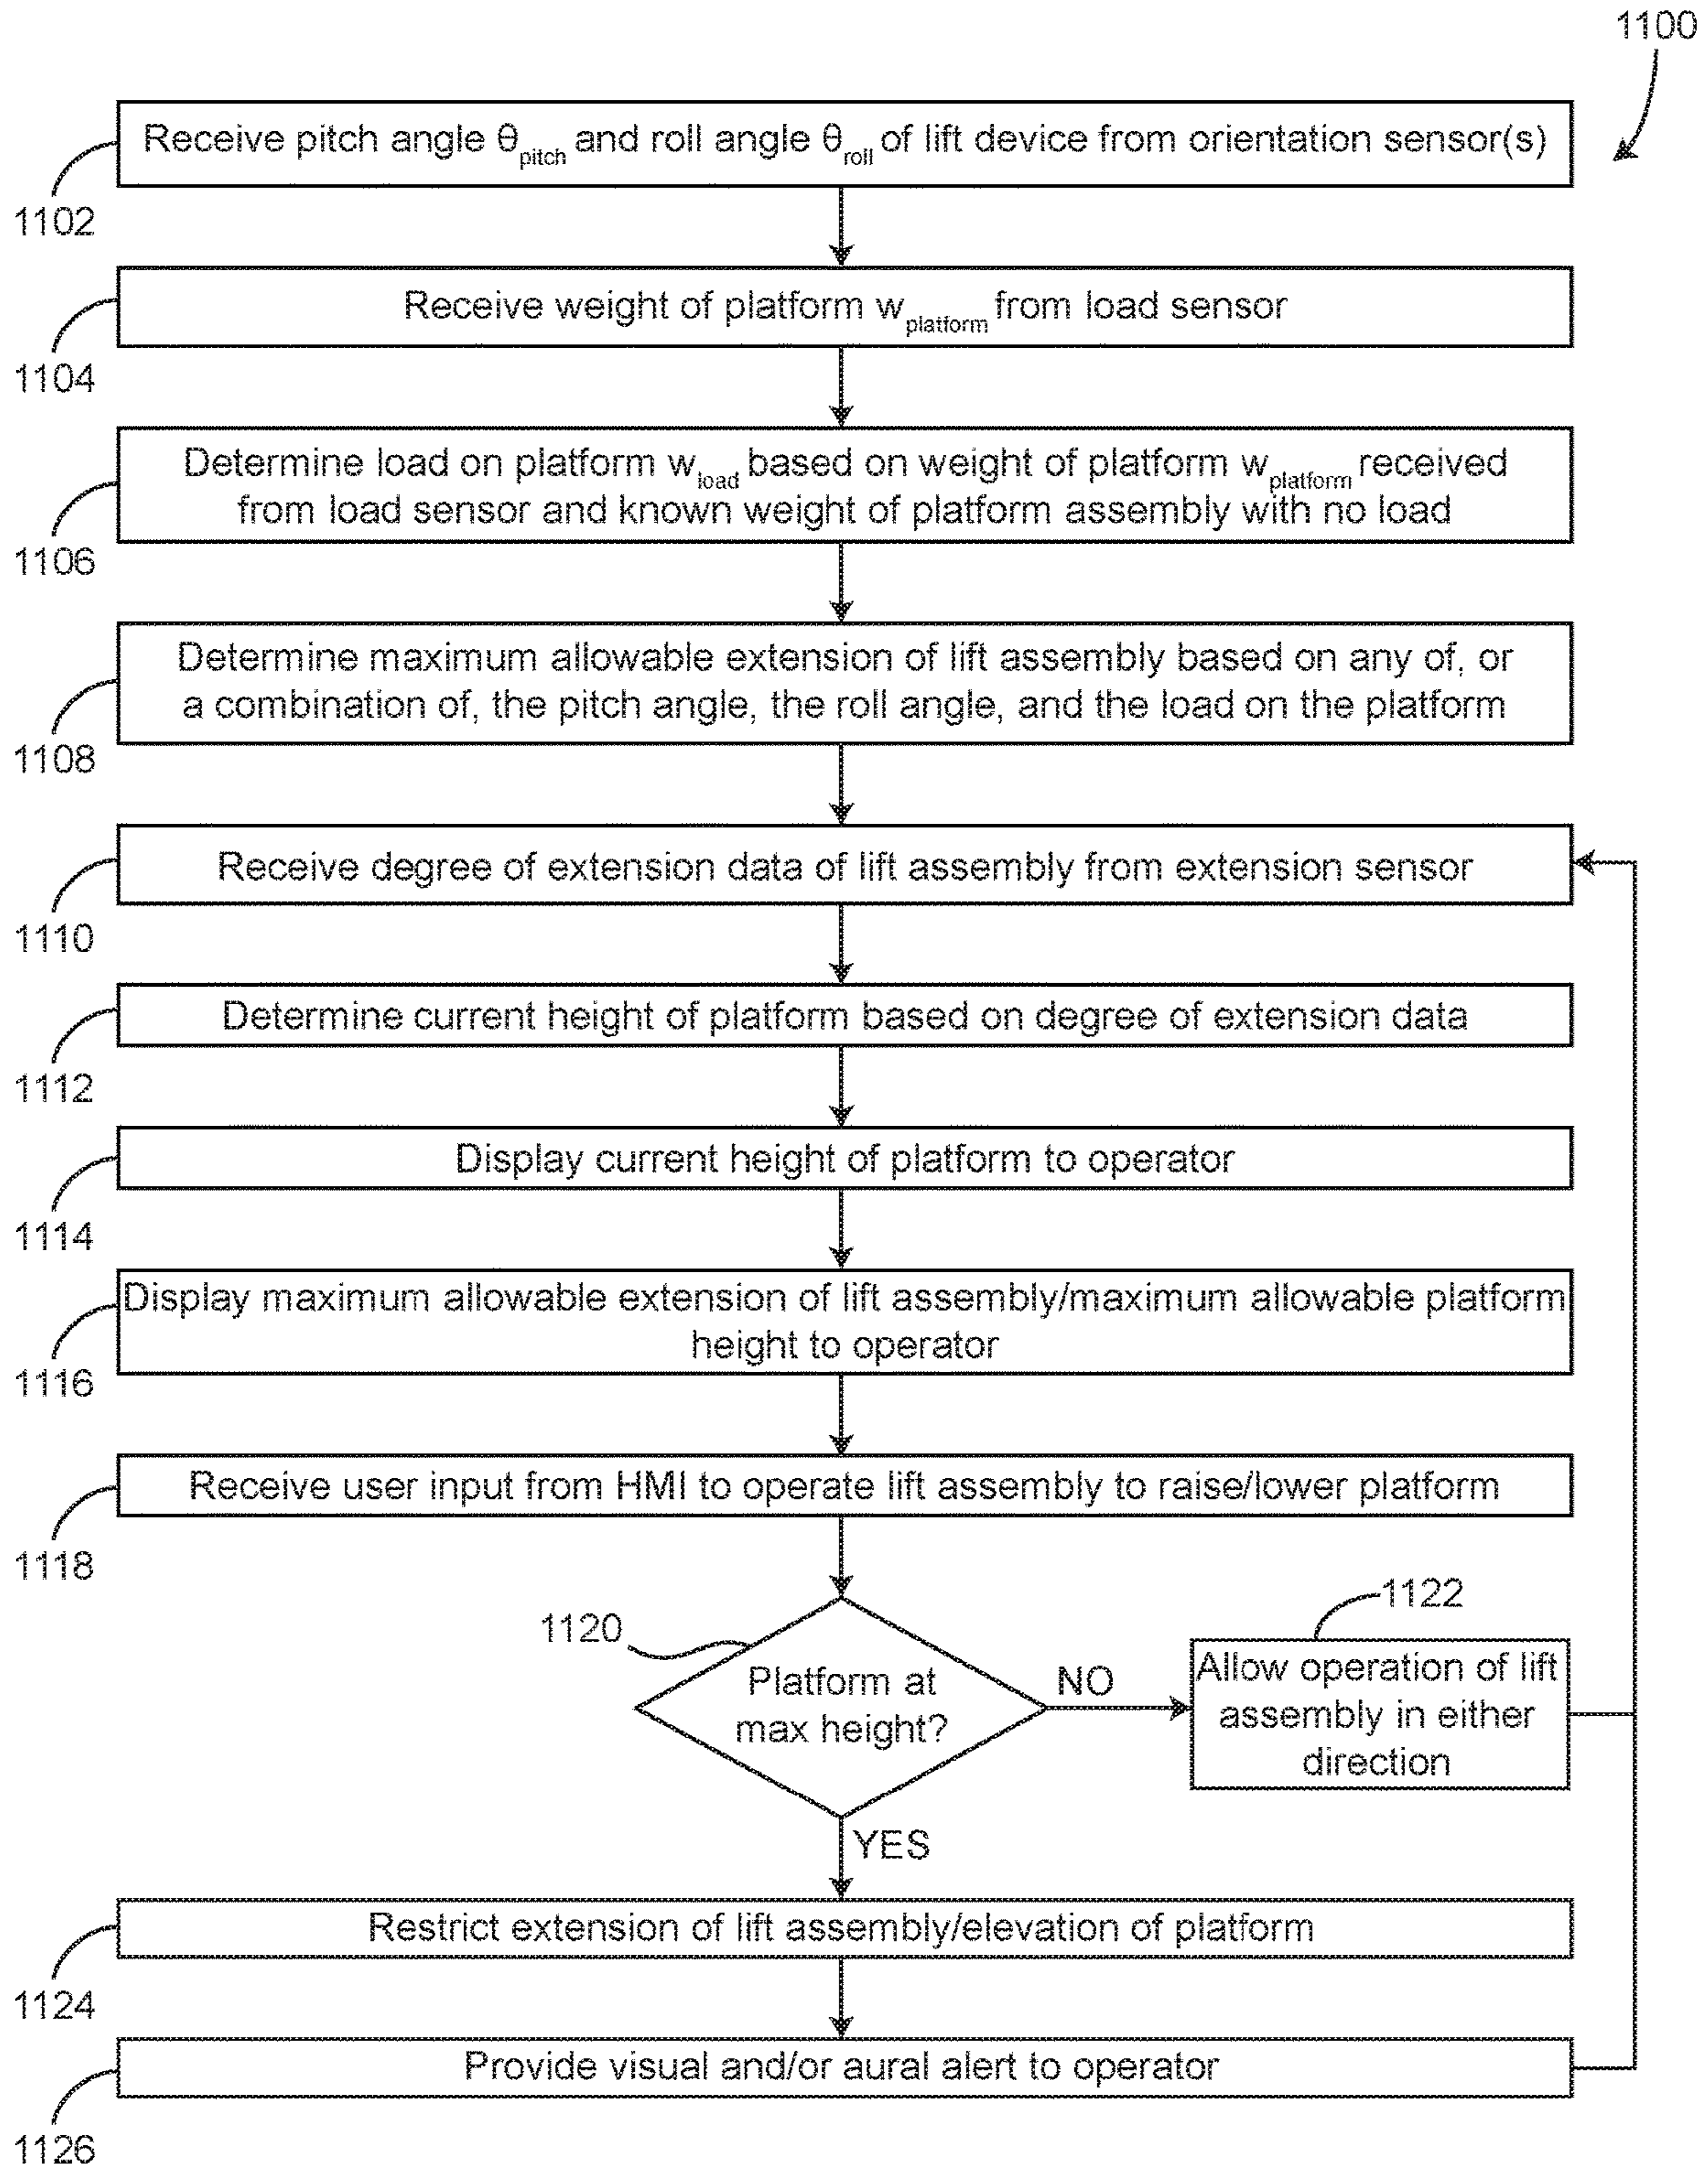 1100
Receive pitch angle θpitch and roll angle θroll of lift device from orientation sensor(s)
1102
Receive weight of platform wplatform from load sensor
1104
Determine load on platform wload based on weight of platform wplatform received
from load sensor and known weight of platform assembly with no load
1106
Determine maximum allowable extension of lift assembly based on any of, or
a combination of, the pitch angle, the roll angle, and the load on the platform
1108
Receive degree of extension data of lift assembly from extension sensor
1110
Determine current height of platform based on degree of extension data
1112
Display current height of platform to operator
1114
Display maximum allowable extension of lift assembly/maximum allowable platform
height to operator
1116
Receive user input from HMI to operate lift assembly to raise/lower platform
1118
1120
Platform at
max height?
NO
1122
Allow operation of lift
assembly in either
direction
YES
Restrict extension of lift assembly/elevation of platform
1124
Provide visual and/or aural alert to operator
1126